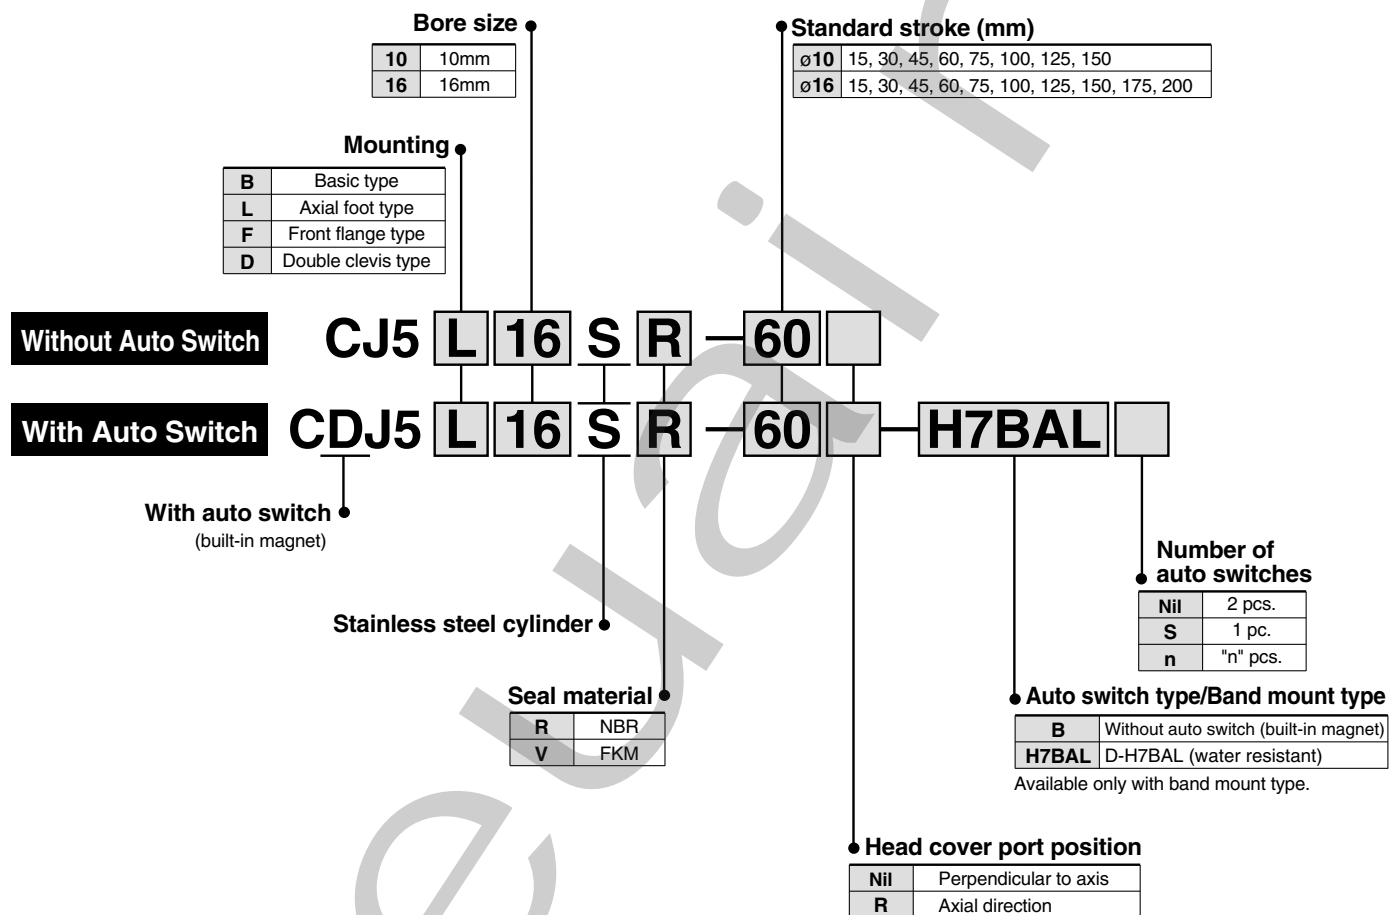 Bore size
10 10mm
16 16mm
Standard stroke (mm)
ø10 15, 30, 45, 60, 75, 100, 125, 150
ø16 15, 30, 45, 60, 75, 100, 125, 150, 175, 200
Mounting
B Basic type
L Axial foot type
F Front flange type
D Double clevis type
Without Auto Switch CJ5 L 16 S R — 60
With Auto Switch CDJ5 L 16 S R — 60 — H7BAL
With auto switch
(built-in magnet)
Stainless steel cylinder
Seal material
R NBR
V FKM
Number of
auto switches
Nil 2 pcs.
S 1 pc.
n "n" pcs.
Auto switch type/Band mount type
B Without auto switch (built-in magnet)
H7BAL D-H7BAL (water resistant)
Available only with band mount type.
Head cover port position
Nil Perpendicular to axis
R Axial direction